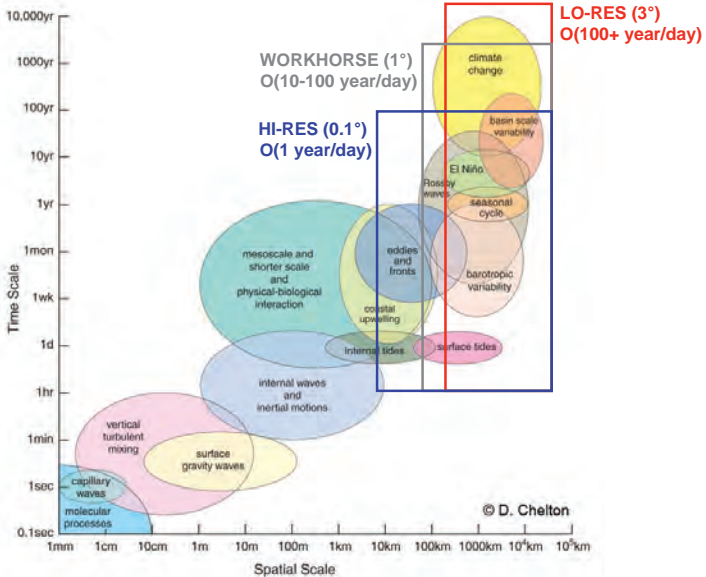 10,000yr
1000yr
100yr
10yr
1yr
1mon
1wk
1d
1hr
1min
1sec
0.1sec
Time Scale
LO-RES (3°)
O(100+ year/day)
WORKHORSE (1°)
O(10-100 year/day)
HI-RES (0.1°)
O(1 year/day)
climate
change
basin scale
variability
El Niño
Rossby
waves
seasonal
cycle
mesoscale and
shorter scale
and
physical-biological
interaction
eddies
and
fronts
barotropic
variability
coastal
upwelling
internal tides
surface tides
internal waves
and
inertial motions
vertical
turbulent
mixing
surface
gravity waves
capillary
waves
molecular
processes
© D. Chelton
1mm
1cm
10cm
1m
10m
100m
1km
10km
100km
1000km
10⁴km
10⁵km
Spatial Scale